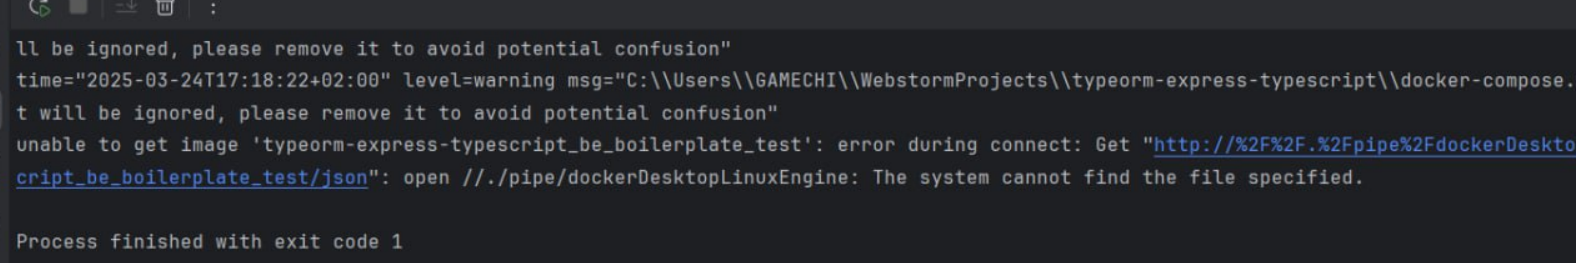 ll be ignored, please remove it to avoid potential confusion"
time="2025-03-24T17:18:22+02:00" level=warning msg="C:\\Users\\GAMECHI\\WebstormProjects\\typeorm-express-typescript\\docker-compose.
t will be ignored, please remove it to avoid potential confusion"
unable to get image 'typeorm-express-typescript_be_boilerplate_test': error during connect: Get "http://%2F%2F.%2Fpipe%2FdockerDeskto
cript_be_boilerplate_test/json": open //./pipe/dockerDesktopLinuxEngine: The system cannot find the file specified.
Process finished with exit code 1